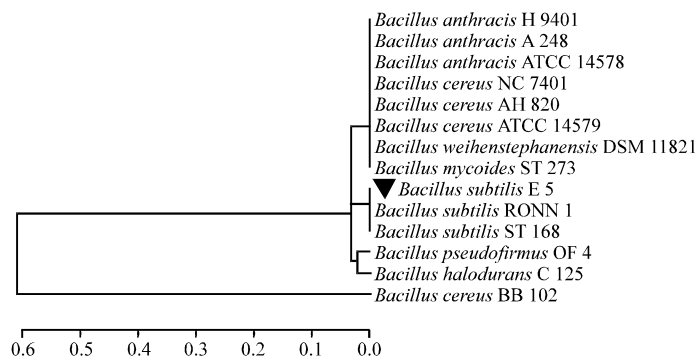 Bacillus anthracis H 9401
Bacillus anthracis A 248
Bacillus anthracis ATCC 14578
Bacillus cereus NC 7401
Bacillus cereus AH 820
Bacillus cereus ATCC 14579
Bacillus weihenstephanensis DSM 11821
Bacillus mycoides ST 273
Bacillus subtilis E 5
Bacillus subtilis RONN 1
Bacillus subtilis ST 168
Bacillus pseudofirmus OF 4
Bacillus halodurans C 125
Bacillus cereus BB 102
0.6 0.5 0.4 0.3 0.2 0.1 0.0